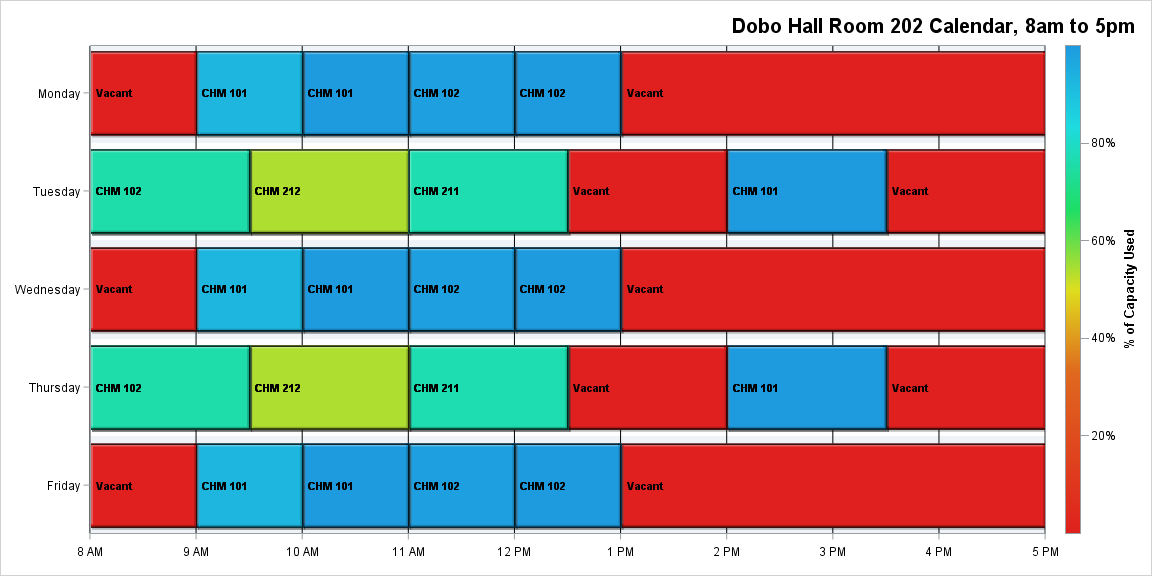 Dobo Hall Room 202 Calendar, 8am to 5pm
Monday Vacant CHM 101 CHM 101 CHM 102 CHM 102 Vacant
Tuesday CHM 102 CHM 212 CHM 211 Vacant CHM 101 Vacant
Wednesday Vacant CHM 101 CHM 101 CHM 102 CHM 102 Vacant
Thursday CHM 102 CHM 212 CHM 211 Vacant CHM 101 Vacant
Friday Vacant CHM 101 CHM 101 CHM 102 CHM 102 Vacant
8 AM 9 AM 10 AM 11 AM 12 PM 1 PM 2 PM 3 PM 4 PM 5 PM
80%
60%
40%
20%
% of Capacity Used